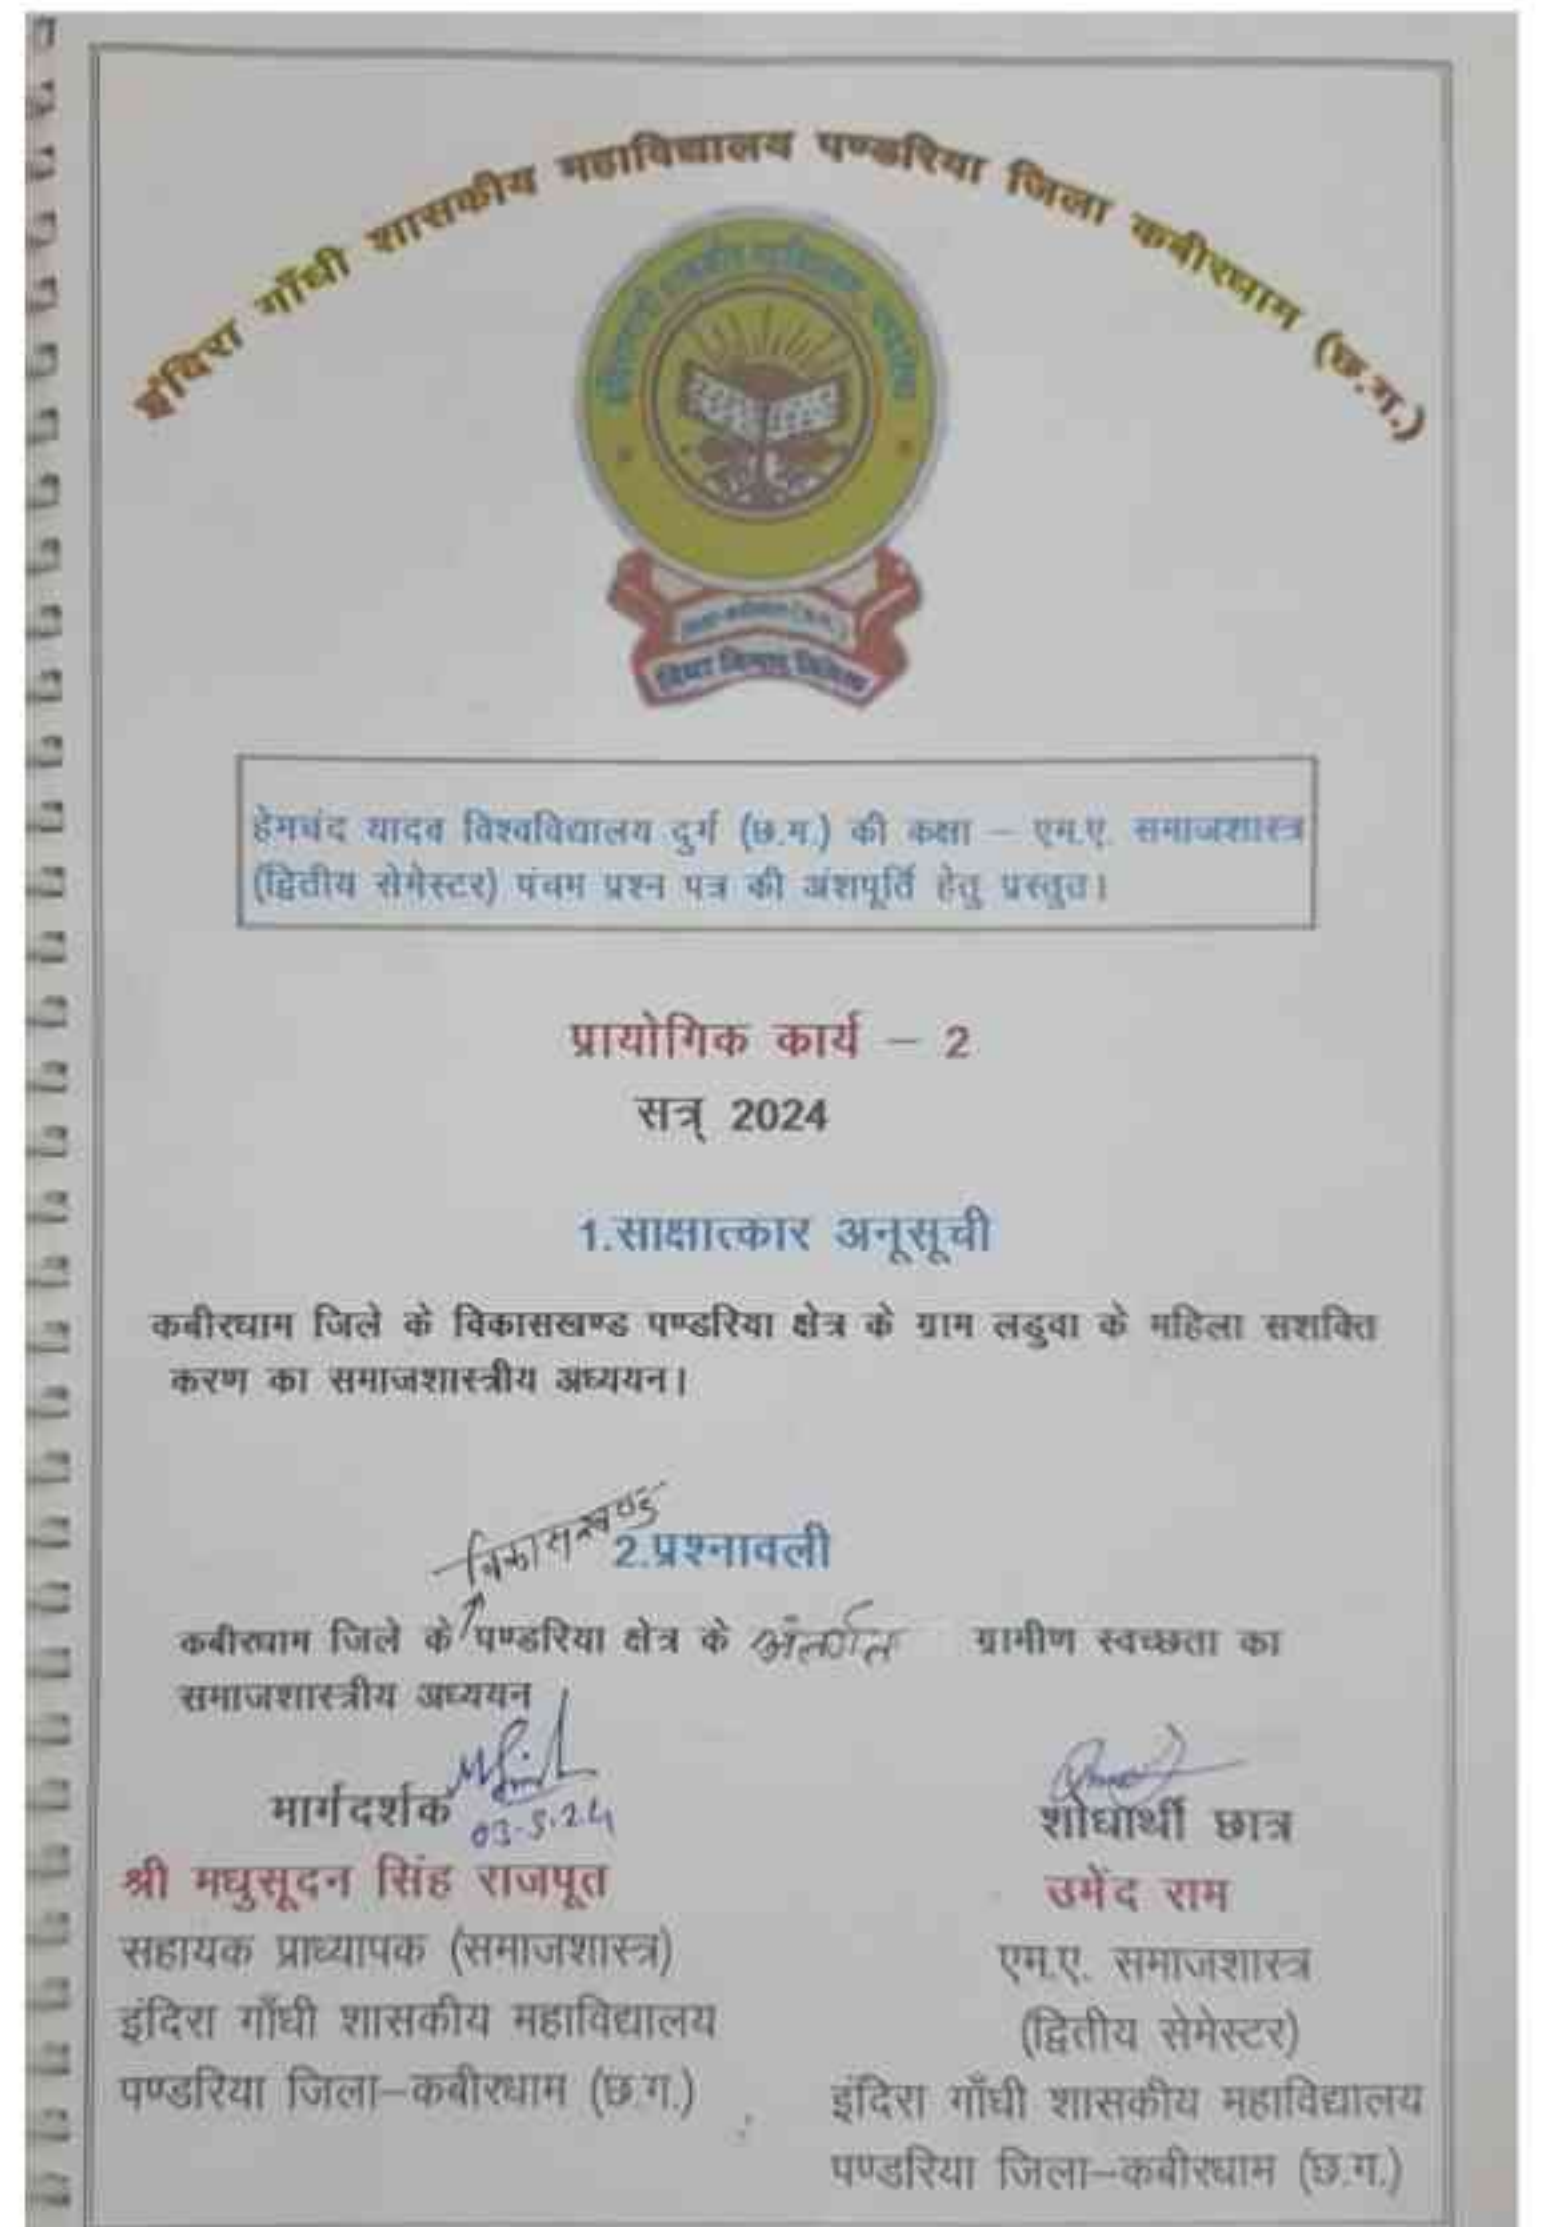 इंदिरा गाँधी शासकीय महाविद्यालय पण्डरिया जिला कबीरधाम (छ.ग.)
विद्या
हेमचंद यादव विश्वविद्यालय दुर्ग (छ.ग.) की कक्षा – एम.ए. समाजशास्त्र
(द्वितीय सेमेस्टर) पंचम प्रश्न पत्र की अंशपूर्ति हेतु प्रस्तुत।
प्रायोगिक कार्य – 2
सत्र् 2024
1.साक्षात्कार अनूसूची
कबीरधाम जिले के विकासखण्ड पण्डरिया क्षेत्र के ग्राम लडुवा के महिला सशक्ति
करण का समाजशास्त्रीय अध्ययन।
विकासखण्ड
2.प्रश्नावली
कबीरधाम जिले के पण्डरिया क्षेत्र के अंतर्गत ग्रामीण स्वच्छता का
समाजशास्त्रीय अध्ययन
मार्गदर्शक
03-5.24
श्री मधुसूदन सिंह राजपूत
सहायक प्राध्यापक (समाजशास्त्र)
इंदिरा गाँधी शासकीय महाविद्यालय
पण्डरिया जिला–कबीरधाम (छ.ग.)
शोधार्थी छात्र
उमेंद राम
एम.ए. समाजशास्त्र
(द्वितीय सेमेस्टर)
इंदिरा गाँधी शासकीय महाविद्यालय
पण्डरिया जिला–कबीरधाम (छ.ग.)